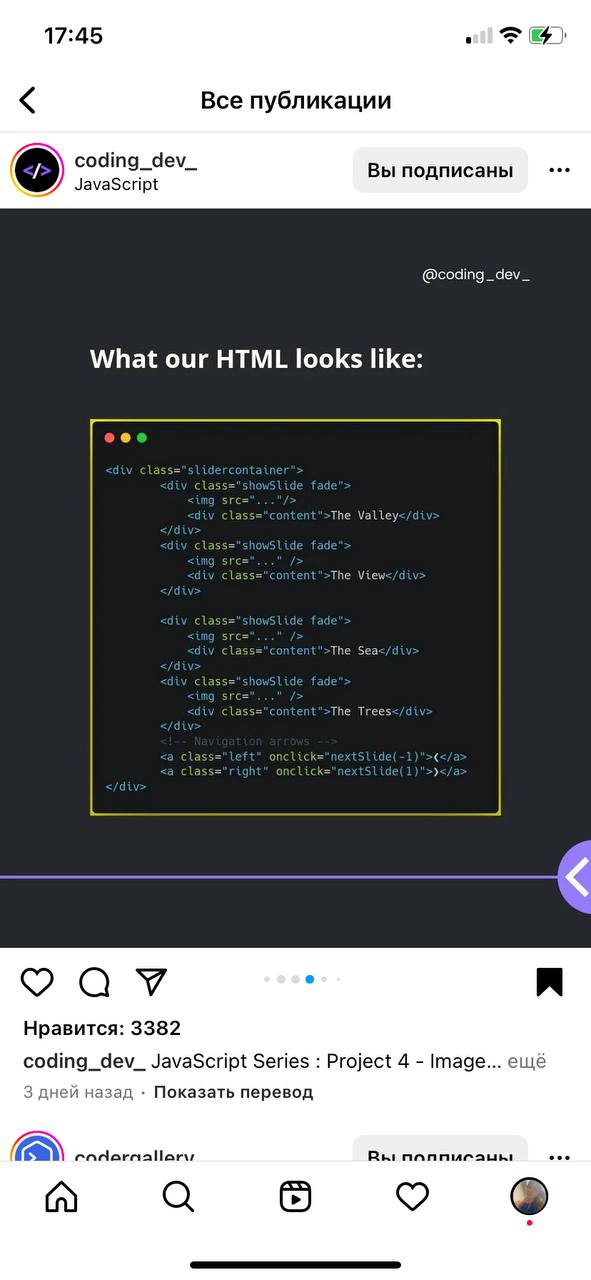 17:45
Все публикации
coding_dev_
JavaScript
Вы подписаны
@coding_dev_
What our HTML looks like:
<div class="slidercontainer">
<div class="showSlide fade">
<img src="..."/>
<div class="content">The Valley</div>
</div>
<div class="showSlide fade">
<img src="..." />
<div class="content">The View</div>
</div>
<div class="showSlide fade">
<img src="..." />
<div class="content">The Sea</div>
</div>
<div class="showSlide fade">
<img src="..." />
<div class="content">The Trees</div>
</div>
<!-- Navigation arrows -->
<a class="left" onclick="nextSlide(-1)">❮</a>
<a class="right" onclick="nextSlide(1)">❯</a>
</div>
Нравится: 3382
coding_dev_ JavaScript Series : Project 4 - Image... ещё
3 дней назад · Показать перевод
codergallery
Вы подписаны